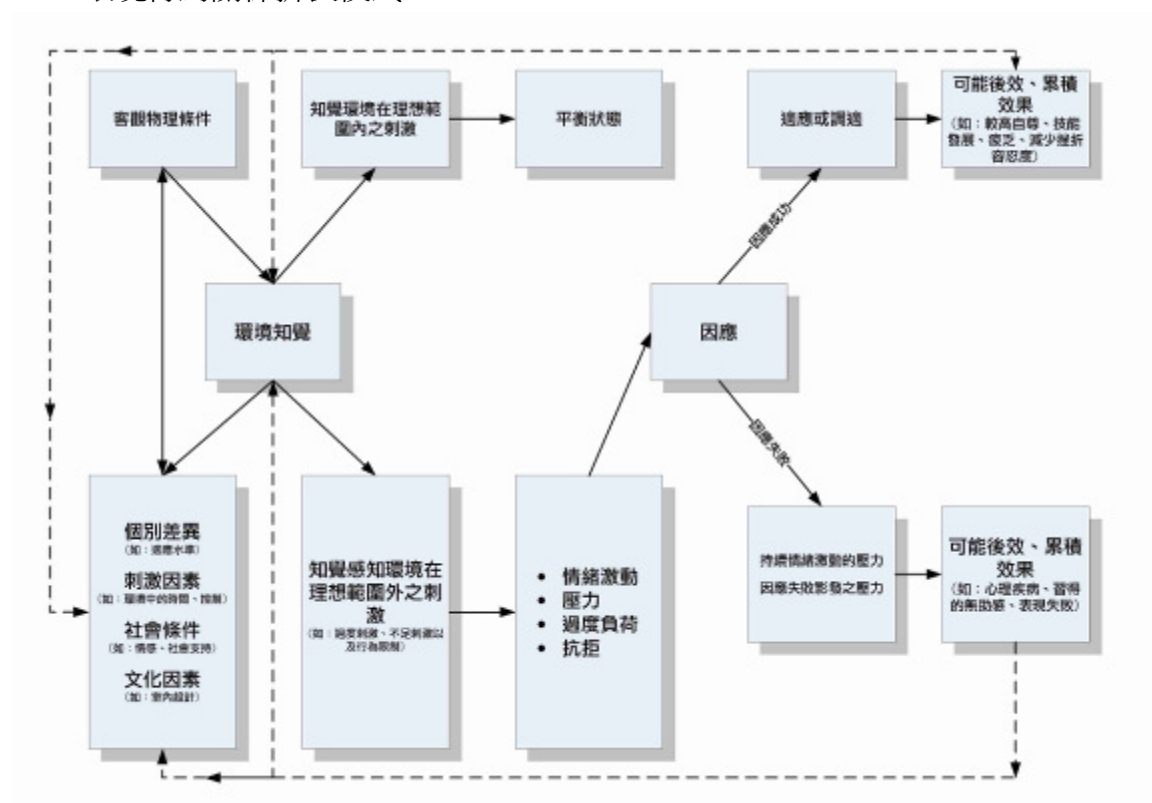 客觀物理條件
知覺環境在理想範
圍內之刺激
平衡狀態
適應或調適
可能後效、累積
效果
(如：較高自尊、技能
發展、疲乏、減少挫折
容忍度)
因應成功
環境知覺
因應
因應失敗
個別差異
(如：適應水準)
刺激因素
(如：環境中的時間、控制)
社會條件
(如：情感、社會支持)
文化因素
(如：室內設計)
知覺感知環境在
理想範圍外之刺
激
(如：過度刺激、不足刺激以
及行為限制)
• 情緒激動
• 壓力
• 過度負荷
• 抗拒
持續情緒激動的壓力
因應失敗影發之壓力
可能後效、累積
效果
(如：心理疾病、習得
的無助感、表現失敗)